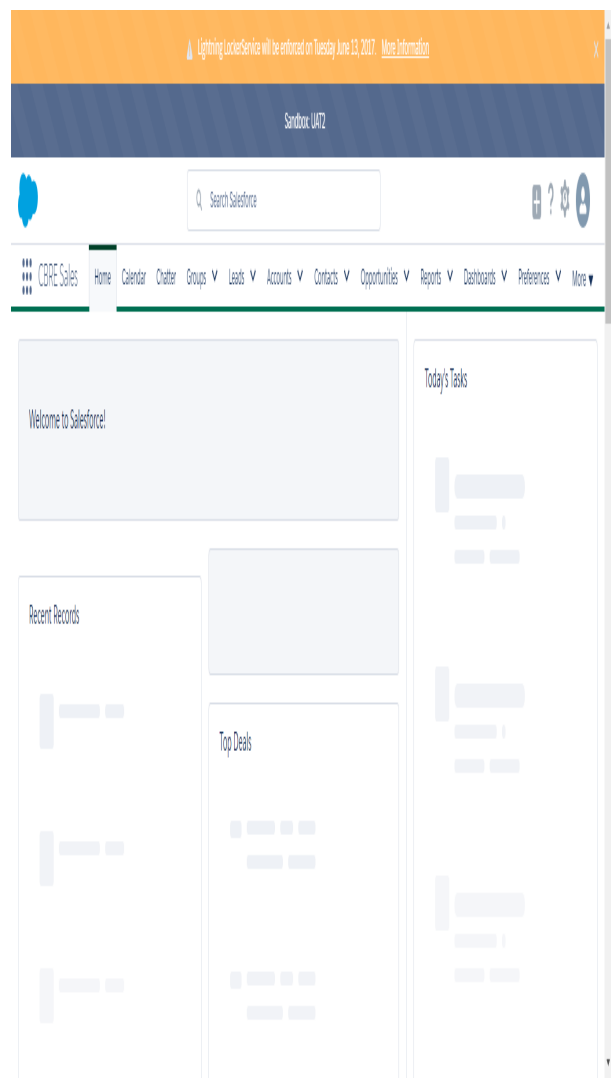 Lightning LockerService will be enforced on Tuesday June 13, 2017. More Information X
Sandbox: UAT2
Search Salesforce ?
CBRE Sales Home Calendar Chatter Groups Leads Accounts Contacts Opportunities Reports Dashboards Preferences More
Welcome to Salesforce!
Today's Tasks
Recent Records
Top Deals